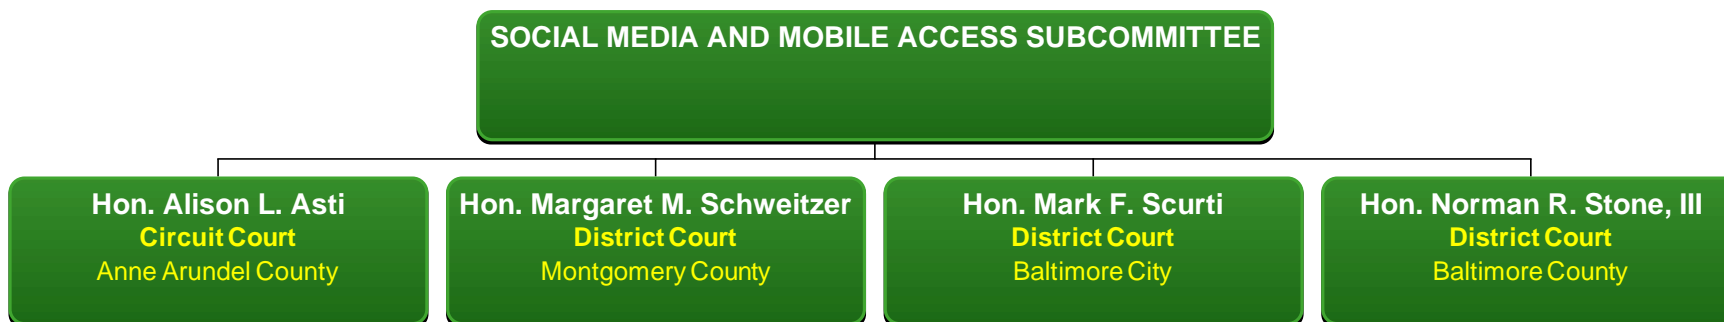 SOCIAL MEDIA AND MOBILE ACCESS SUBCOMMITTEE
Hon. Alison L. Asti
Circuit Court
Anne Arundel County
Hon. Margaret M. Schweitzer
District Court
Montgomery County
Hon. Mark F. Scurti
District Court
Baltimore City
Hon. Norman R. Stone, III
District Court
Baltimore County